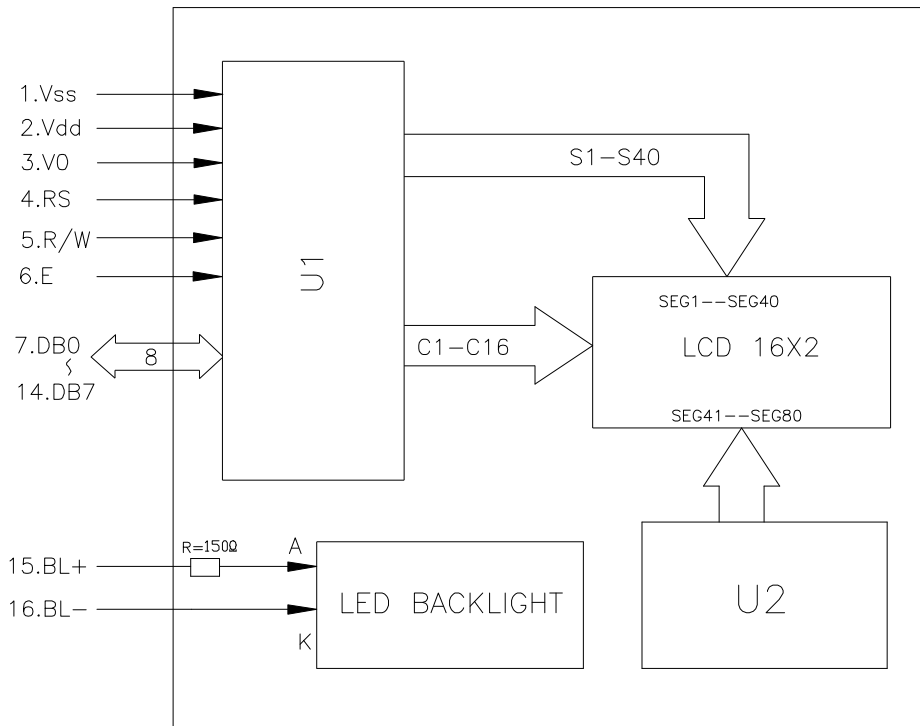 1.Vss
2.Vdd
3.VO
4.RS
5.R/W
6.E
7.DB0
~
14.DB7
8
U1
S1-S40
C1-C16
SEG1--SEG40
LCD 16X2
SEG41--SEG80
U2
15.BL+
16.BL-
R=150Ω
A
K
LED BACKLIGHT